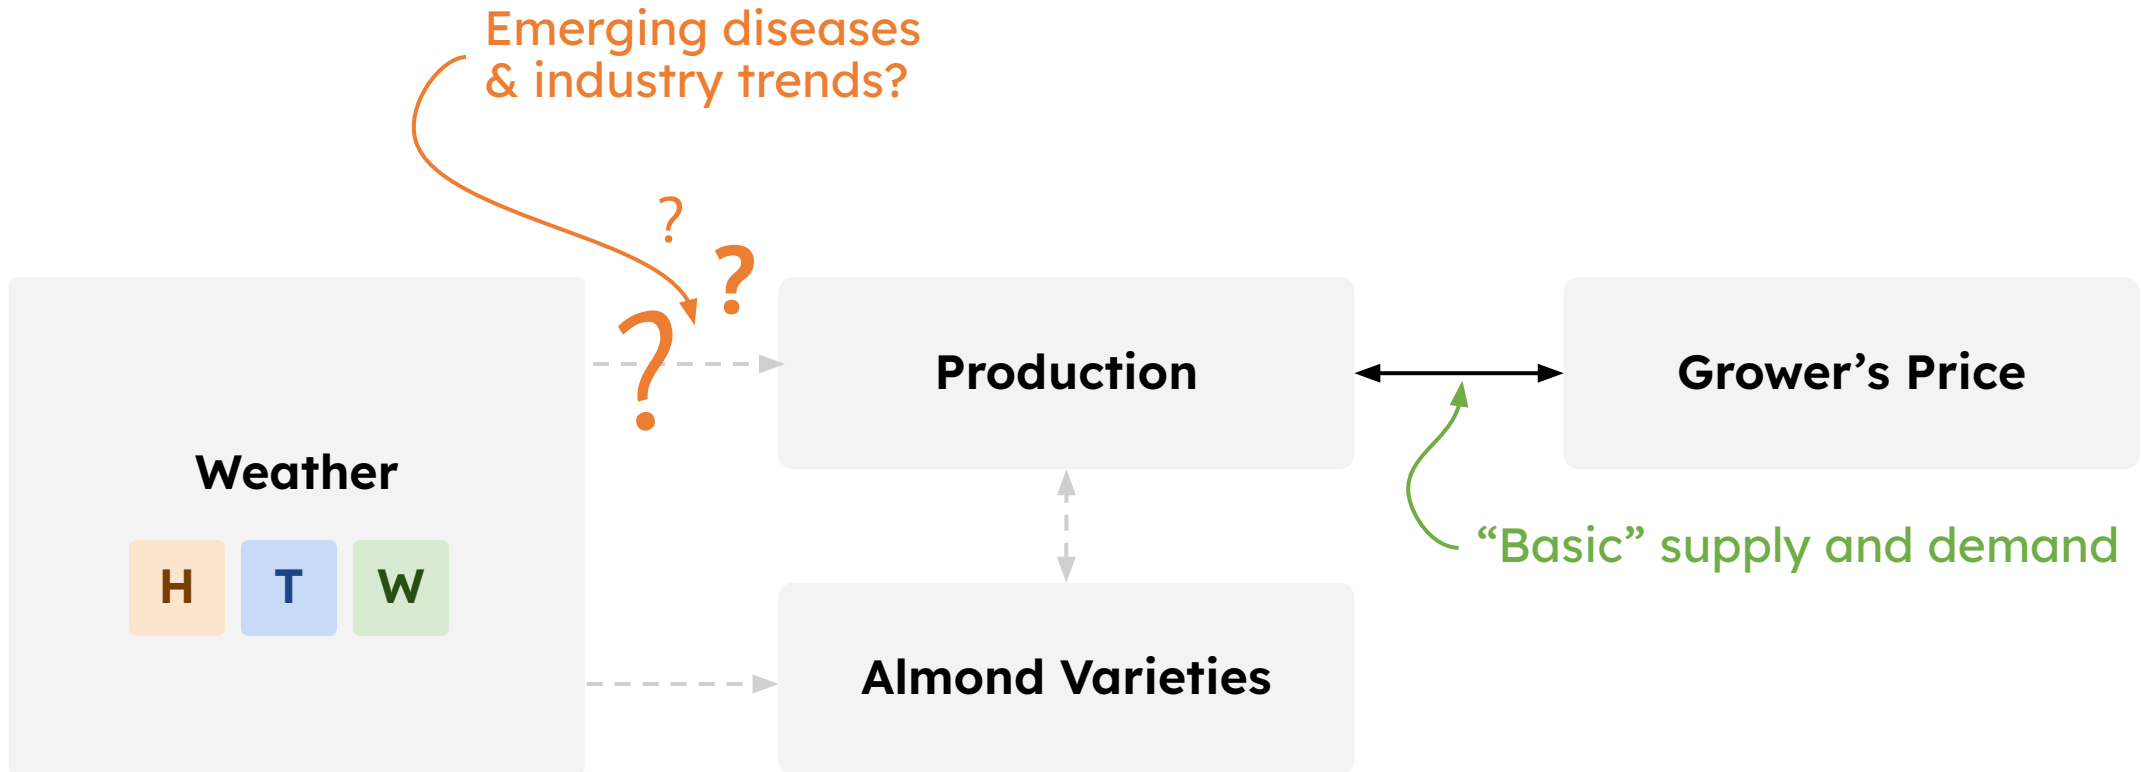 Emerging diseases
& industry trends?
?
?
?
Weather
H T W
Production
Almond Varieties
Grower’s Price
“Basic” supply and demand